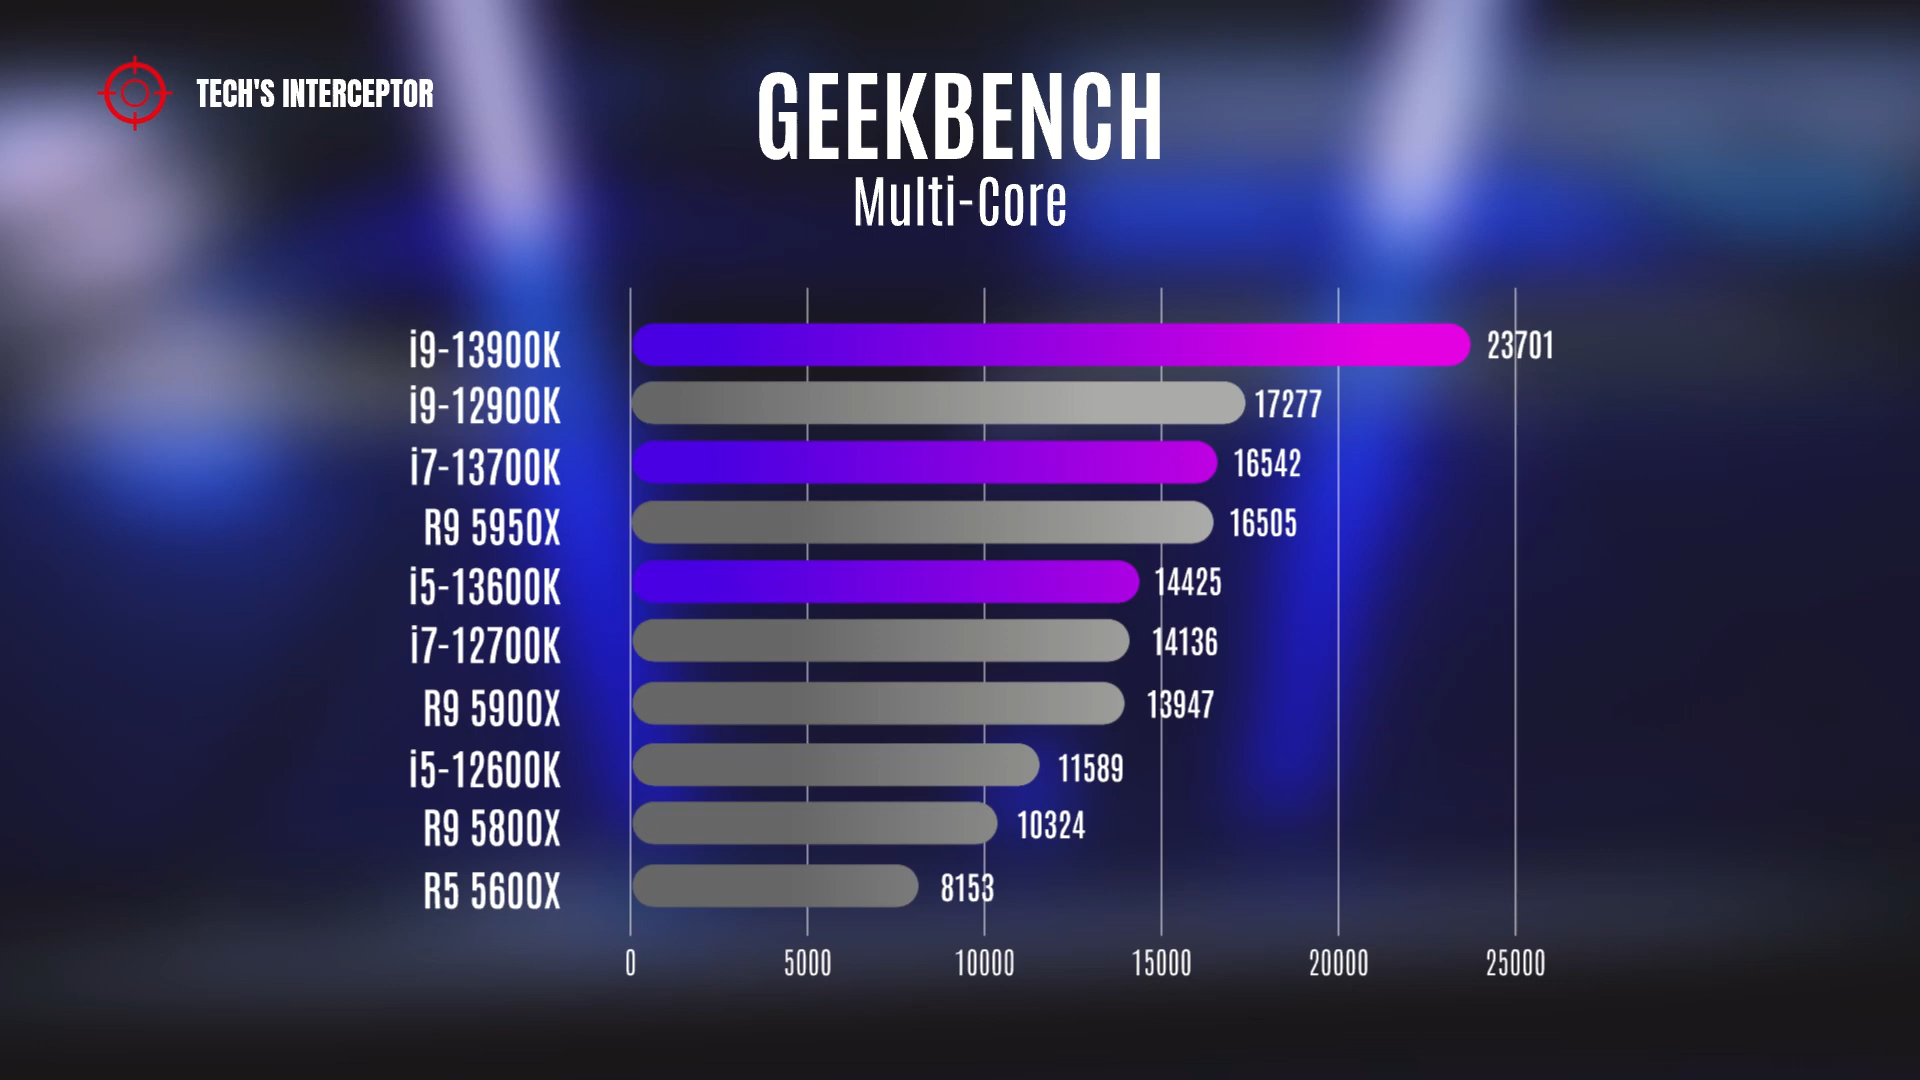 TECH'S INTERCEPTOR
GEEKBENCH
Multi-Core
i9-13900K 23701
i9-12900K 17277
i7-13700K 16542
R9 5950X 16505
i5-13600K 14425
i7-12700K 14136
R9 5900X 13947
i5-12600K 11589
R9 5800X 10324
R5 5600X 8153
0 5000 10000 15000 20000 25000